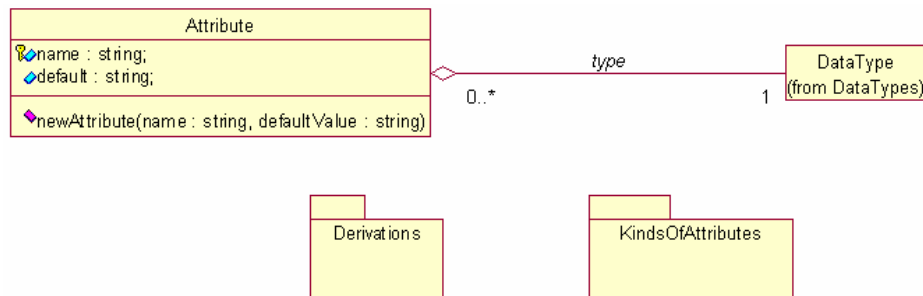 Attribute
name : string;
default : string;
newAttribute(name : string, defaultValue : string)
type
0..*
1
DataType
(from DataTypes)
Derivations
KindsOfAttributes